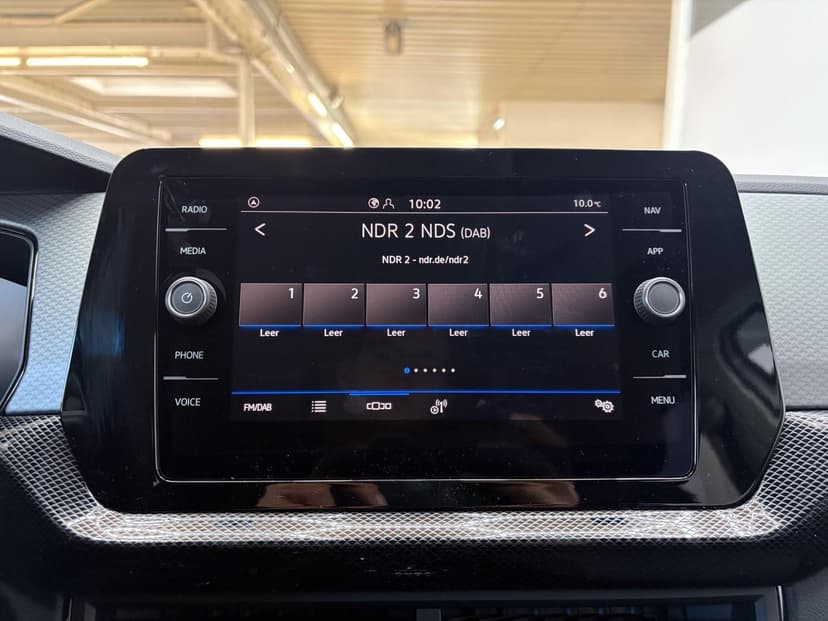 RADIO
MEDIA
PHONE
VOICE
10:02
10.0°C
< NDR 2 NDS (DAB) >
NDR 2 - ndr.de/ndr2
1 2 3 4 5 6
Leer Leer Leer Leer Leer Leer
FM/DAB
NAV
APP
CAR
MENU